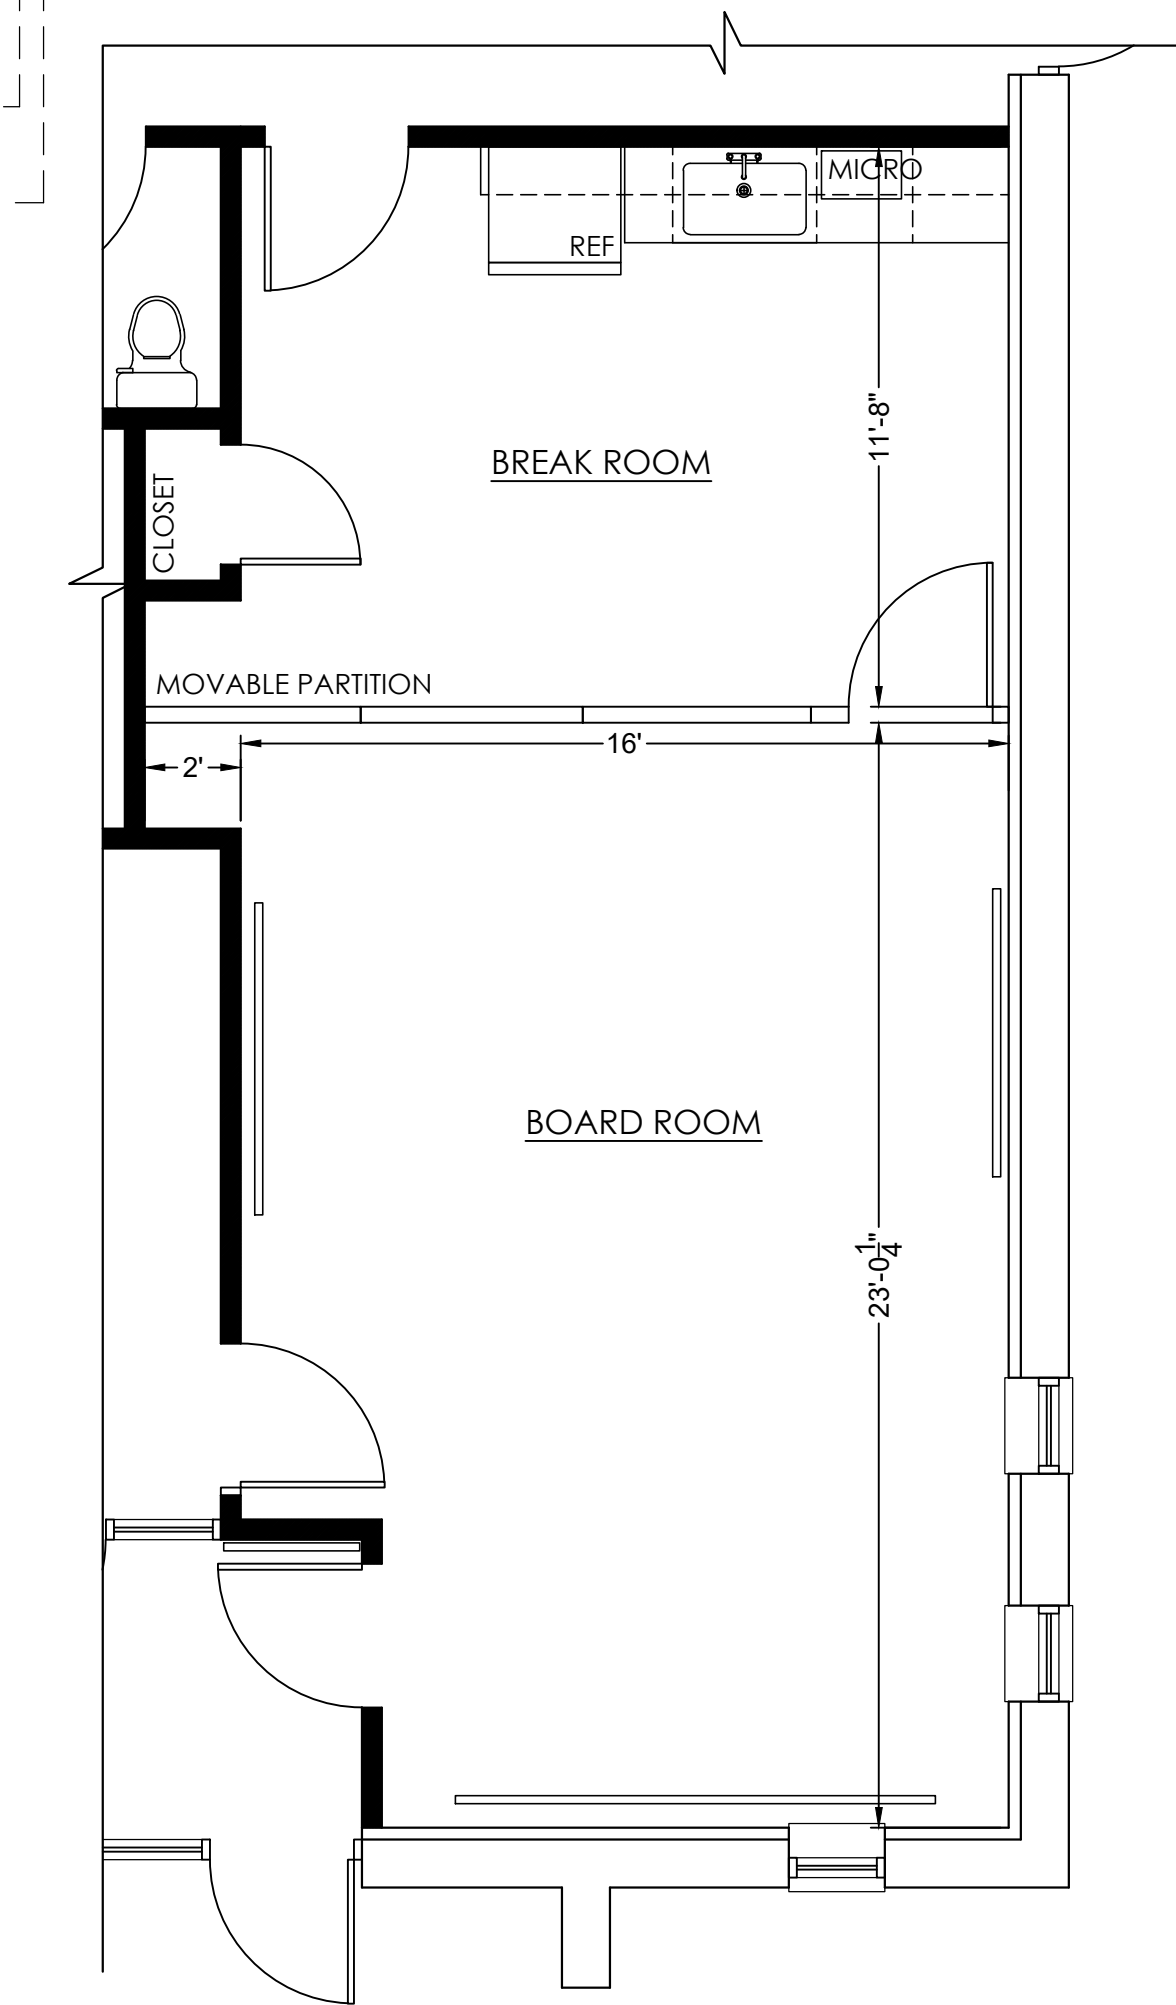 MICRO
REF
11'-8"
BREAK ROOM
CLOSET
MOVABLE PARTITION
16'
2'
BOARD ROOM
23'-0 1/4"